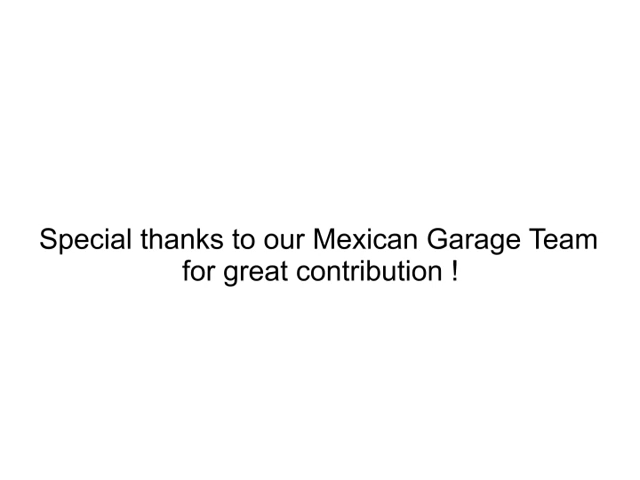 Special thanks to our Mexican Garage Team
for great contribution !